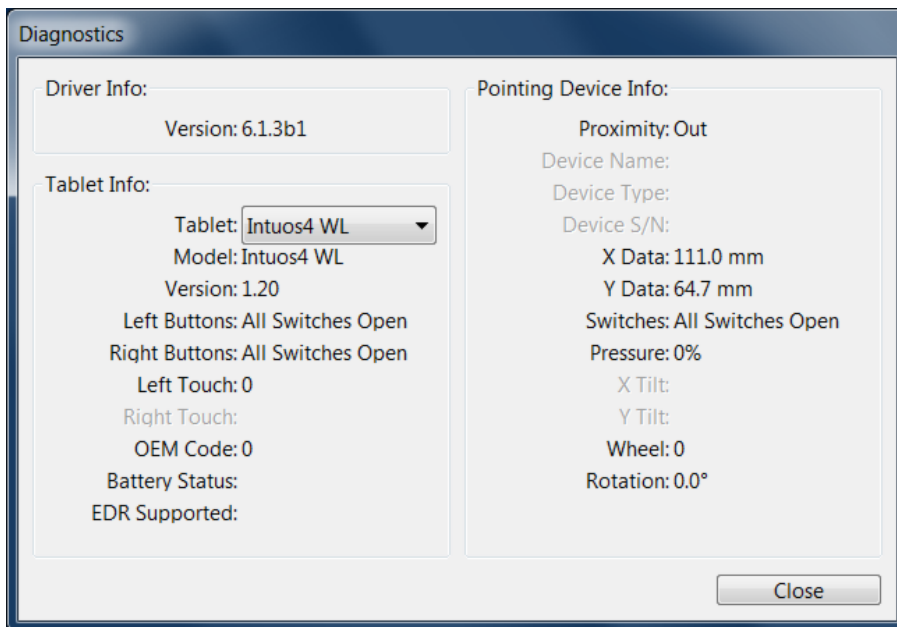 Diagnostics
Driver Info:
Version: 6.1.3b1
Tablet Info:
Tablet: Intuos4 WL
Model: Intuos4 WL
Version: 1.20
Left Buttons: All Switches Open
Right Buttons: All Switches Open
Left Touch: 0
Right Touch:
OEM Code: 0
Battery Status:
EDR Supported:
Pointing Device Info:
Proximity: Out
Device Name:
Device Type:
Device S/N:
X Data: 111.0 mm
Y Data: 64.7 mm
Switches: All Switches Open
Pressure: 0%
X Tilt:
Y Tilt:
Wheel: 0
Rotation: 0.0°
Close